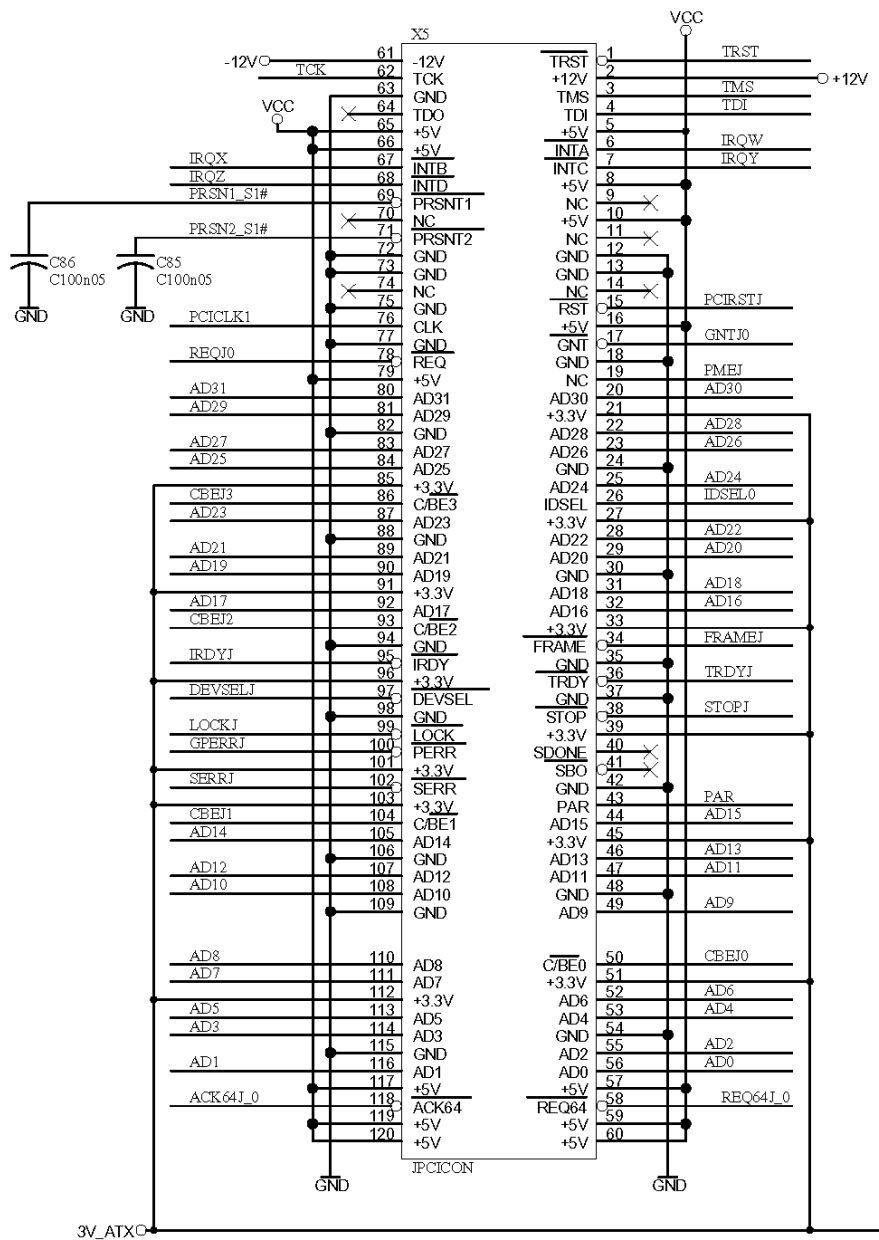 VCC
X5
-12V 61 -12V TRST 1 TRST
TCK 62 TCK +12V 2 +12V
63 GND TMS 3 TMS
VCC 64 TDO TDI 4 TDI
65 +5V +5V 5
66 +5V INTA 6 IRQW
IRQX 67 INTB INTC 7 IRQY
IRQZ 68 INTD +5V 8
PRSN1_S1# 69 PRSNT1 NC 9
70 NC +5V 10
PRSN2_S1# 71 PRSNT2 NC 11
72 GND GND 12
C86 C85 73 GND GND 13
C100n05 C100n05 74 NC NC 14
GND GND 75 GND RST 15 PCIRSTJ
PCICLK1 76 CLK +5V 16
77 GND GNT 17 GNTJ0
REQJ0 78 REQ GND 18
79 +5V NC 19 PMEJ
AD31 80 AD31 AD30 20 AD30
AD29 81 AD29 +3.3V 21
82 GND AD28 22 AD28
AD27 83 AD27 AD26 23 AD26
AD25 84 AD25 GND 24
85 +3.3V AD24 25 AD24
CBEJ3 86 C/BE3 IDSEL 26 IDSEL0
AD23 87 AD23 +3.3V 27
88 GND AD22 28 AD22
AD21 89 AD21 AD20 29 AD20
AD19 90 AD19 GND 30
91 +3.3V AD18 31 AD18
AD17 92 AD17 AD16 32 AD16
CBEJ2 93 C/BE2 +3.3V 33
94 GND FRAME 34 FRAMEJ
IRDYJ 95 IRDY GND 35
96 +3.3V TRDY 36 TRDYJ
DEVSELJ 97 DEVSEL GND 37
98 GND STOP 38 STOPJ
LOCKJ 99 LOCK +3.3V 39
GPERRJ 100 PERR SDONE 40
101 +3.3V SBO 41
SERRJ 102 SERR GND 42
103 +3.3V PAR 43 PAR
CBEJ1 104 C/BE1 AD15 44 AD15
AD14 105 AD14 +3.3V 45
106 GND AD13 46 AD13
AD12 107 AD12 AD11 47 AD11
AD10 108 AD10 GND 48
109 GND AD9 49 AD9
AD8 110 AD8 C/BE0 50 CBEJ0
AD7 111 AD7 +3.3V 51
112 +3.3V AD6 52 AD6
AD5 113 AD5 AD4 53 AD4
AD3 114 AD3 GND 54
115 GND AD2 55 AD2
AD1 116 AD1 AD0 56 AD0
117 +5V +5V 57
ACK64J_0 118 ACK64 REQ64 58 REQ64J_0
119 +5V +5V 59
120 +5V +5V 60
JPCICON
GND GND
3V_ATX